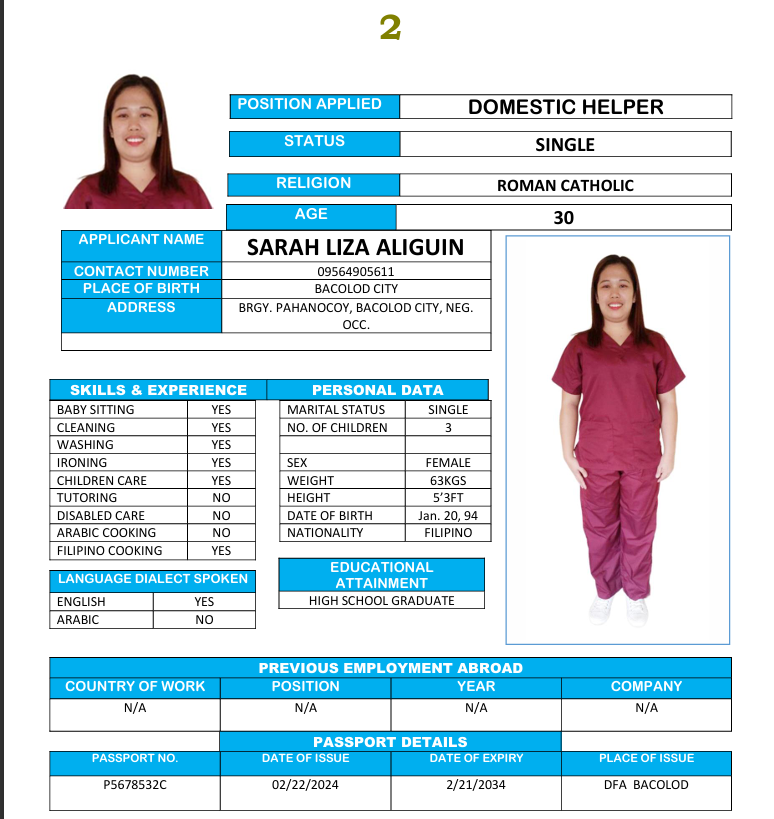 2
POSITION APPLIED DOMESTIC HELPER
STATUS SINGLE
RELIGION ROMAN CATHOLIC
AGE 30
APPLICANT NAME SARAH LIZA ALIGUIN
CONTACT NUMBER 09564905611
PLACE OF BIRTH BACOLOD CITY
ADDRESS BRGY. PAHANOCOY, BACOLOD CITY, NEG.
OCC.
SKILLS & EXPERIENCE PERSONAL DATA
BABY SITTING YES MARITAL STATUS SINGLE
CLEANING YES NO. OF CHILDREN 3
WASHING YES
IRONING YES SEX FEMALE
CHILDREN CARE YES WEIGHT 63KGS
TUTORING NO HEIGHT 5'3FT
DISABLED CARE NO DATE OF BIRTH Jan. 20, 94
ARABIC COOKING NO NATIONALITY FILIPINO
FILIPINO COOKING YES
EDUCATIONAL
ATTAINMENT
LANGUAGE DIALECT SPOKEN
ENGLISH YES HIGH SCHOOL GRADUATE
ARABIC NO
PREVIOUS EMPLOYMENT ABROAD
COUNTRY OF WORK POSITION YEAR COMPANY
N/A N/A N/A N/A
PASSPORT DETAILS
PASSPORT NO. DATE OF ISSUE DATE OF EXPIRY PLACE OF ISSUE
P5678532C 02/22/2024 2/21/2034 DFA BACOLOD